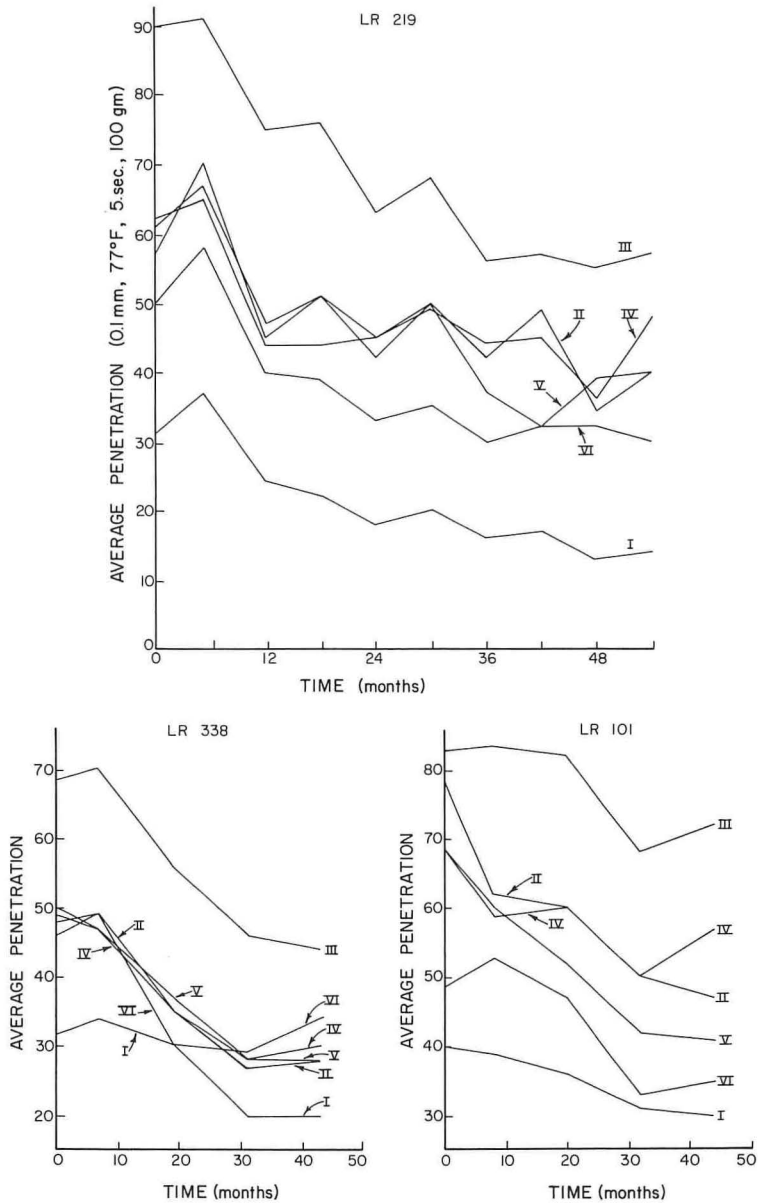 LR 219
AVERAGE PENETRATION (0.1mm, 77°F, 5.sec., 100 gm)
90
80
70
60
50
40
30
20
10
0
III
II
IV
V
VI
I
0
12
24
36
48
TIME (months)
LR 338
AVERAGE PENETRATION
70
60
50
40
30
20
III
II
IV
V
VI
I
VI
IV
V
II
I
0
10
20
30
40
50
TIME (months)
LR 101
AVERAGE PENETRATION
80
70
60
50
40
30
III
II
IV
IV
II
V
VI
I
0
10
20
30
40
50
TIME (months)